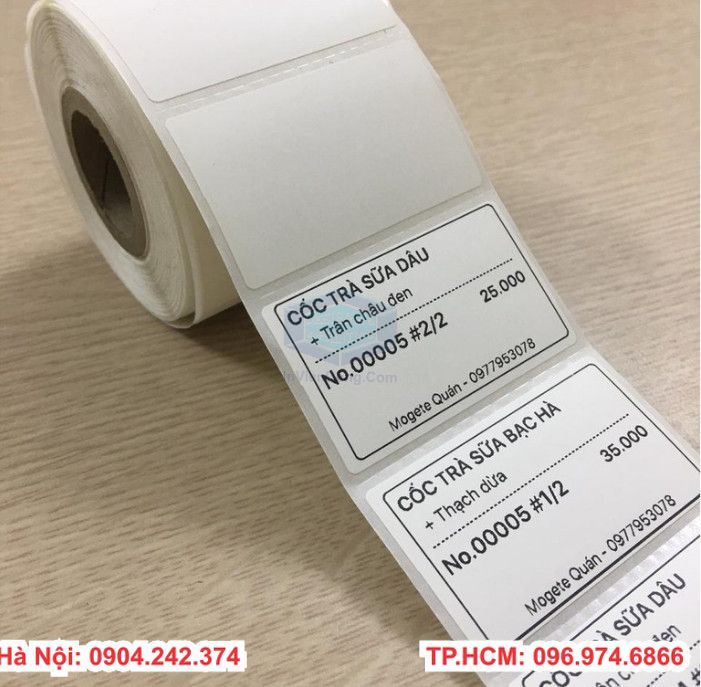 CỐC TRÀ SỮA DÂU
+ Trân châu đen
25.000
No.00005 #2/2
Mogete Quán - 0977953078
CỐC TRÀ SỮA BẠC HÀ
+ Thạch dừa
35.000
No.00005 #1/2
Mogete Quán - 0977953078
SỮA DÂU
đen
Hà Nội: 0904.242.374
TP.HCM: 096.974.6866